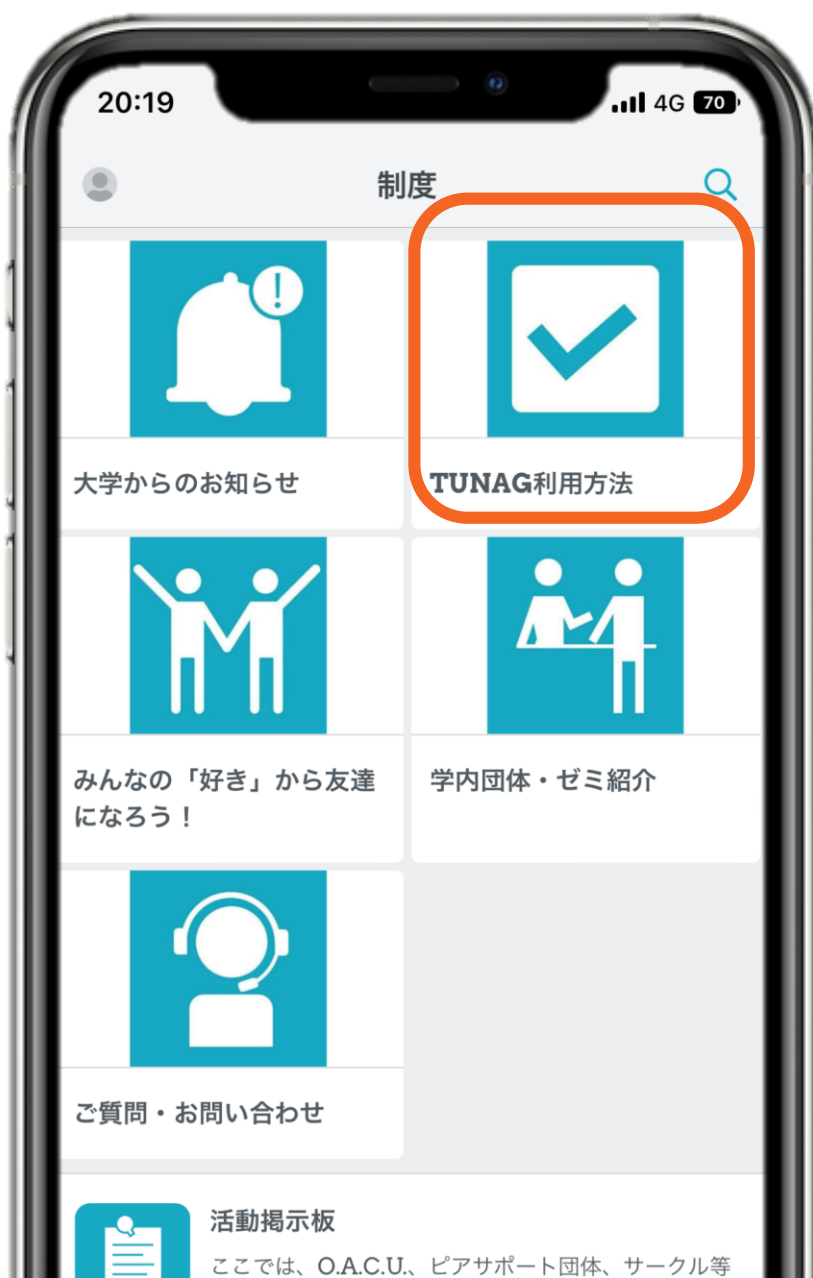 20:19
4G 70
制度
大学からのお知らせ
TUNAG利用方法
みんなの「好き」から友達
になろう！
学内団体・ゼミ紹介
ご質問・お問い合わせ
活動掲示板
ここでは、O.A.C.U.、ピアサポート団体、サークル等